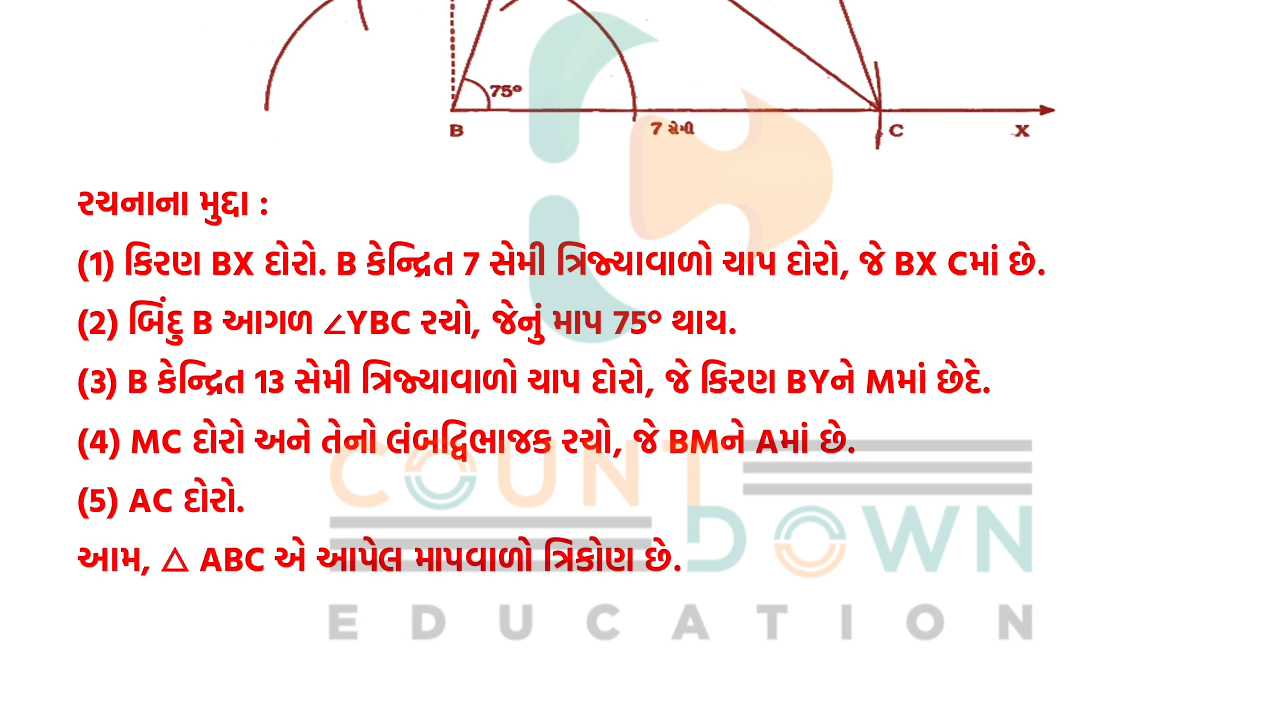 75°
B
7 સેમી
C
X
રચનાના મુદ્દા :
(1) કિરણ BX દોરો. B કેન્દ્રિત 7 સેમી ત્રિજ્યાવાળો ચાપ દોરો, જે BX Cમાં છે.
(2) બિંદુ B આગળ ∠YBC રચો, જેનું માપ 75° થાય.
(3) B કેન્દ્રિત 13 સેમી ત્રિજ્યાવાળો ચાપ દોરો, જે કિરણ BYને Mમાં છેદે.
(4) MC દોરો અને તેનો લંબદ્વિભાજક રચો, જે BMને Aમાં છે.
(5) AC દોરો.
આમ, △ ABC એ આપેલ માપવાળો ત્રિકોણ છે.
COUNT
DOWN
EDUCATION